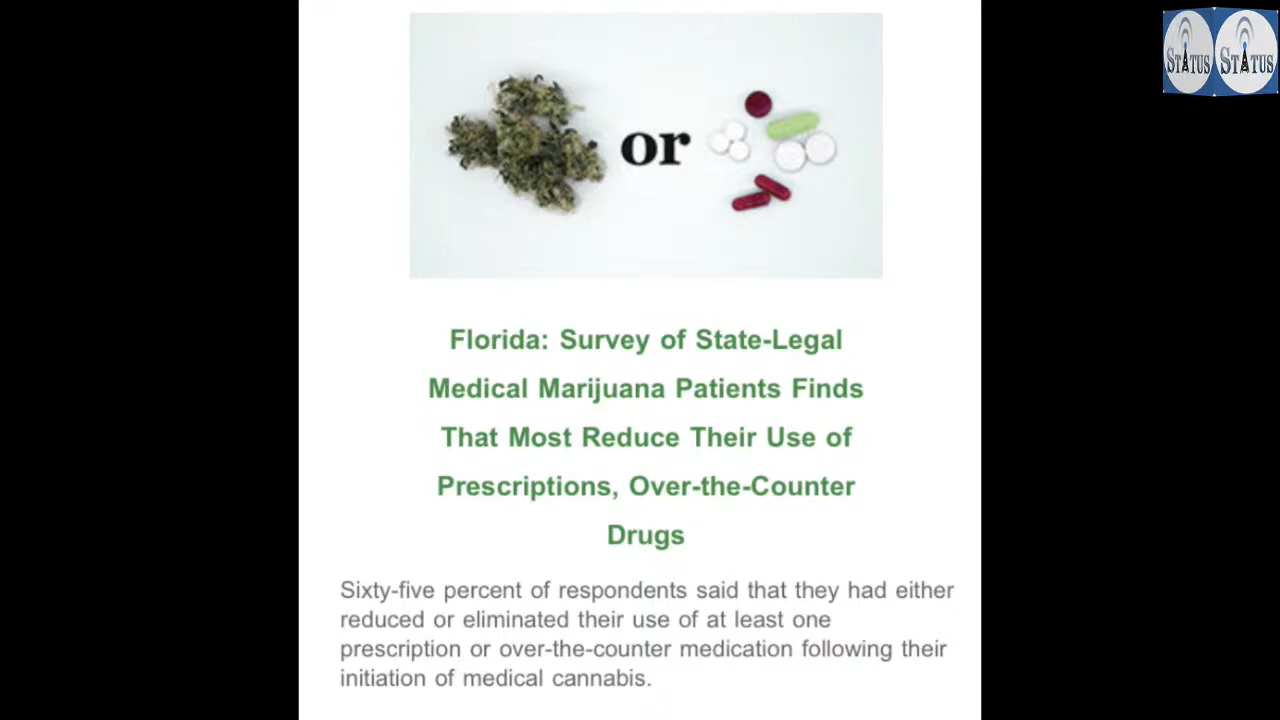 STATUS STATUS
or
Florida: Survey of State-Legal
Medical Marijuana Patients Finds
That Most Reduce Their Use of
Prescriptions, Over-the-Counter
Drugs
Sixty-five percent of respondents said that they had either
reduced or eliminated their use of at least one
prescription or over-the-counter medication following their
initiation of medical cannabis.